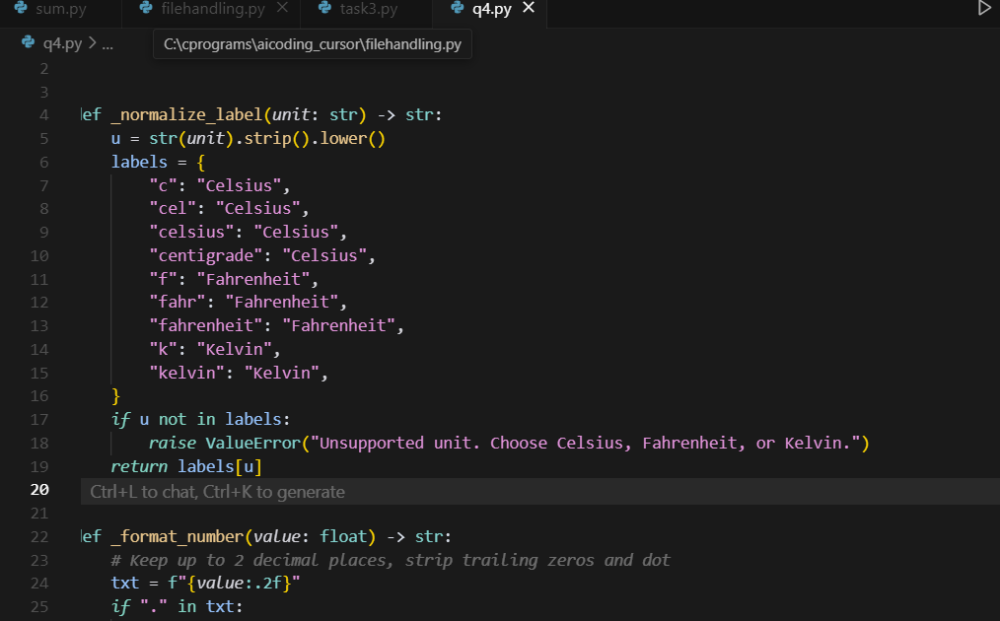 sum.py filehandling.py task3.py q4.py
q4.py > ...
C:\cprograms\aicoding_cursor\filehandling.py
2
3
4 def _normalize_label(unit: str) -> str:
5 u = str(unit).strip().lower()
6 labels = {
7 "c": "Celsius",
8 "cel": "Celsius",
9 "celsius": "Celsius",
10 "centigrade": "Celsius",
11 "f": "Fahrenheit",
12 "fahr": "Fahrenheit",
13 "fahrenheit": "Fahrenheit",
14 "k": "Kelvin",
15 "kelvin": "Kelvin",
16 }
17 if u not in labels:
18 raise ValueError("Unsupported unit. Choose Celsius, Fahrenheit, or Kelvin.")
19 return labels[u]
20 Ctrl+L to chat, Ctrl+K to generate
21
22 def _format_number(value: float) -> str:
23 # Keep up to 2 decimal places, strip trailing zeros and dot
24 txt = f"{value:.2f}"
25 if "." in txt: